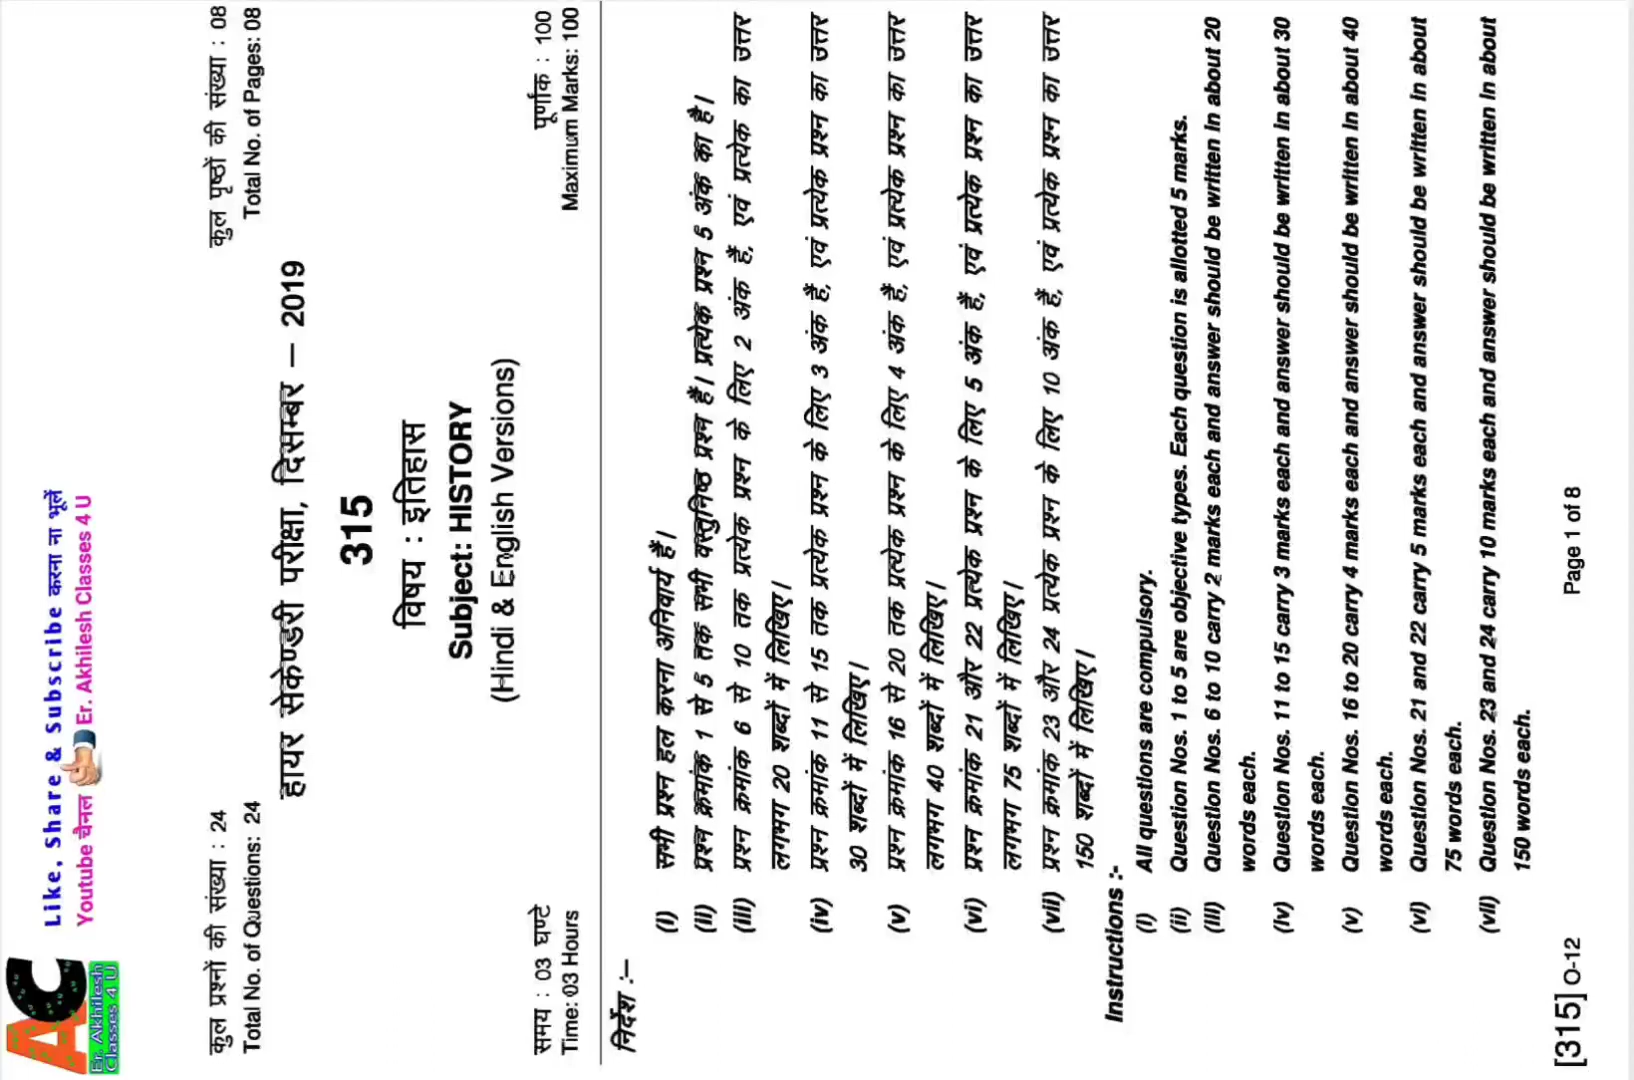 AC
Er. Akhilesh
Classes 4 U
Like, Share & Subscribe करना ना भूलें
Youtube चैनल Er. Akhilesh Classes 4 U
कुल प्रश्नों की संख्या : 24
कुल पृष्ठों की संख्या : 08
Total No. of Questions: 24
Total No. of Pages: 08
हायर सेकेण्डरी परीक्षा, दिसम्बर – 2019
315
विषय : इतिहास
Subject: HISTORY
(Hindi & English Versions)
समय : 03 घण्टे
पूर्णांक : 100
Time: 03 Hours
Maximum Marks: 100
निर्देश :–
(i) सभी प्रश्न हल करना अनिवार्य हैं।
(ii) प्रश्न क्रमांक 1 से 5 तक सभी वस्तुनिष्ठ प्रश्न हैं। प्रत्येक प्रश्न 5 अंक का है।
(iii) प्रश्न क्रमांक 6 से 10 तक प्रत्येक प्रश्न के लिए 2 अंक हैं, एवं प्रत्येक का उत्तर
लगभग 20 शब्दों में लिखिए।
(iv) प्रश्न क्रमांक 11 से 15 तक प्रत्येक प्रश्न के लिए 3 अंक हैं, एवं प्रत्येक प्रश्न का उत्तर
30 शब्दों में लिखिए।
(v) प्रश्न क्रमांक 16 से 20 तक प्रत्येक प्रश्न के लिए 4 अंक हैं, एवं प्रत्येक प्रश्न का उत्तर
लगभग 40 शब्दों में लिखिए।
(vi) प्रश्न क्रमांक 21 और 22 प्रत्येक प्रश्न के लिए 5 अंक हैं, एवं प्रत्येक प्रश्न का उत्तर
लगभग 75 शब्दों में लिखिए।
(vii) प्रश्न क्रमांक 23 और 24 प्रत्येक प्रश्न के लिए 10 अंक हैं, एवं प्रत्येक प्रश्न का उत्तर
150 शब्दों में लिखिए।
Instructions :-
(i) All questions are compulsory.
(ii) Question Nos. 1 to 5 are objective types. Each question is allotted 5 marks.
(iii) Question Nos. 6 to 10 carry 2 marks each and answer should be written in about 20
words each.
(iv) Question Nos. 11 to 15 carry 3 marks each and answer should be written in about 30
words each.
(v) Question Nos. 16 to 20 carry 4 marks each and answer should be written in about 40
words each.
(vi) Question Nos. 21 and 22 carry 5 marks each and answer should be written in about
75 words each.
(vii) Question Nos. 23 and 24 carry 10 marks each and answer should be written in about
150 words each.
[315] O-12
Page 1 of 8